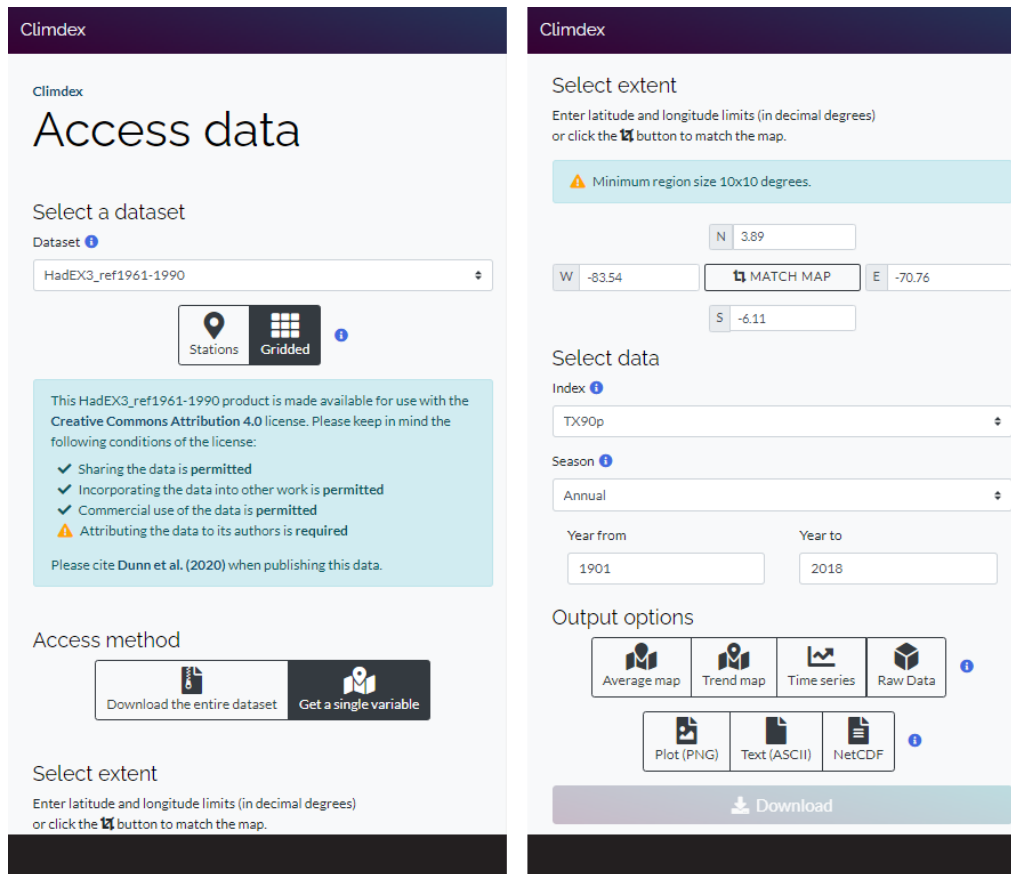 Climdex
Climdex
Access data
Select a dataset
Dataset
HadEX3_ref1961-1990
Stations
Gridded
This HadEX3_ref1961-1990 product is made available for use with the
Creative Commons Attribution 4.0 license. Please keep in mind the
following conditions of the license:
Sharing the data is permitted
Incorporating the data into other work is permitted
Commercial use of the data is permitted
Attributing the data to its authors is required
Please cite Dunn et al. (2020) when publishing this data.
Access method
Download the entire dataset
Get a single variable
Select extent
Enter latitude and longitude limits (in decimal degrees)
or click the button to match the map.
Climdex
Select extent
Enter latitude and longitude limits (in decimal degrees)
or click the button to match the map.
Minimum region size 10x10 degrees.
N 3.89
W -83.54 MATCH MAP E -70.76
S -6.11
Select data
Index
TX90p
Season
Annual
Year from Year to
1901 2018
Output options
Average map Trend map Time series Raw Data
Plot (PNG) Text (ASCII) NetCDF
Download